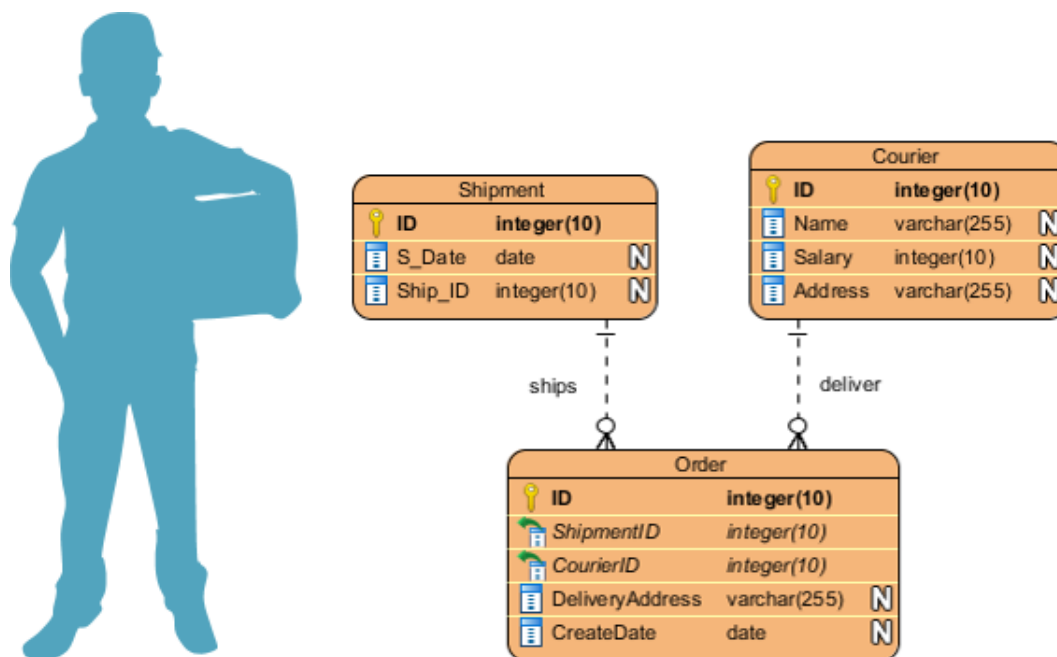 Shipment
ID integer(10)
S_Date date N
Ship_ID integer(10) N
Courier
ID integer(10)
Name varchar(255) N
Salary integer(10) N
Address varchar(255) N
ships
deliver
Order
ID integer(10)
ShipmentID integer(10)
CourierID integer(10)
DeliveryAddress varchar(255) N
CreateDate date N